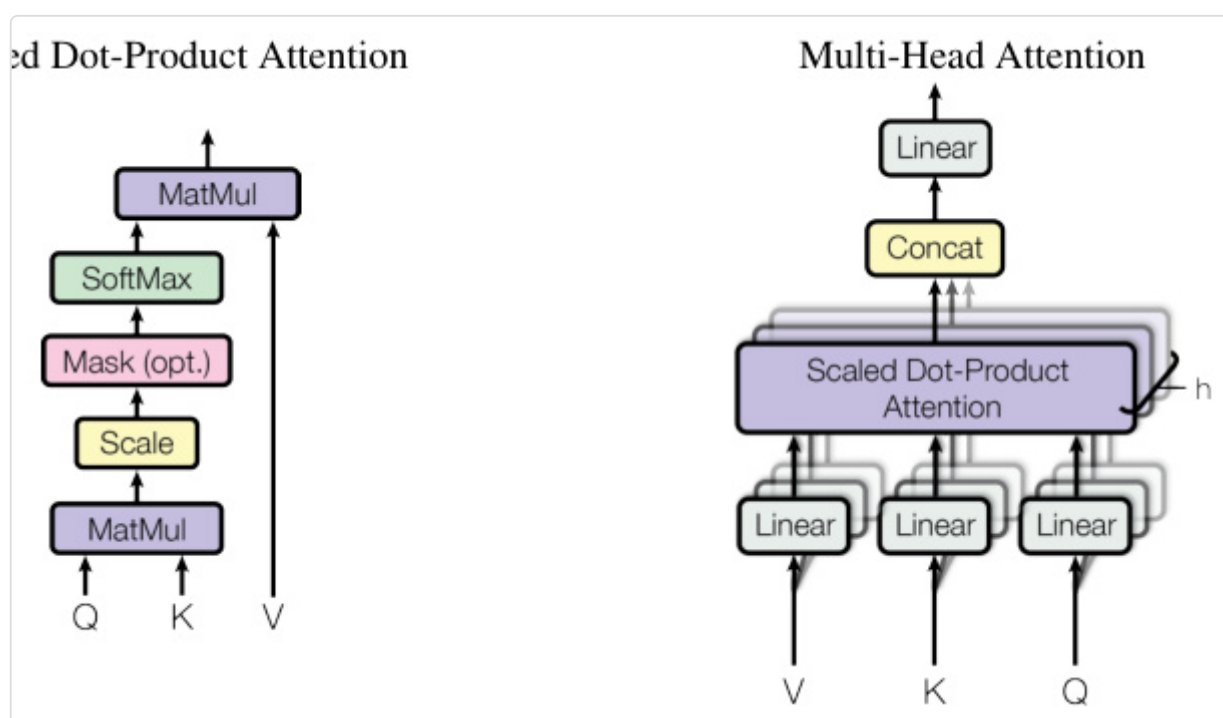 ed Dot-Product Attention
MatMul
SoftMax
Mask (opt.)
Scale
MatMul
Q K V
Multi-Head Attention
Linear
Concat
Scaled Dot-Product
Attention
h
Linear Linear Linear
V K Q